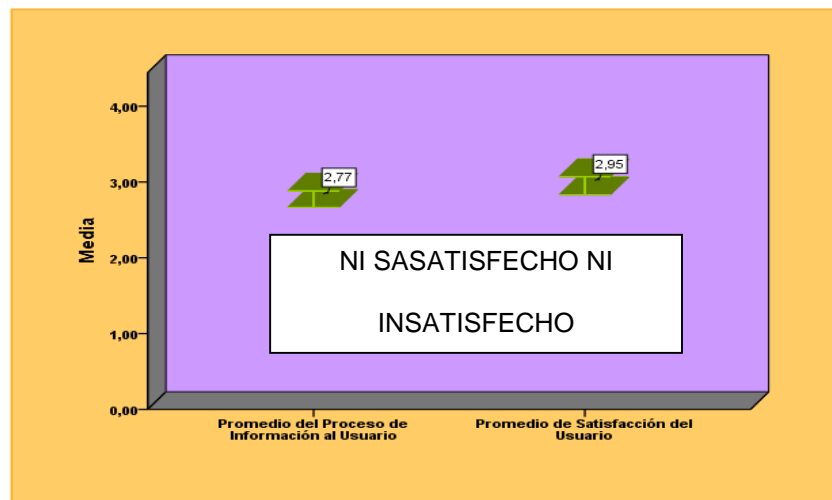 4,00
3,00
2,00
1,00
0,00
Media
2,77
2,95
NI SASATISFECHO NI
INSATISFECHO
Promedio del Proceso de
Información al Usuario
Promedio de Satisfacción del
Usuario